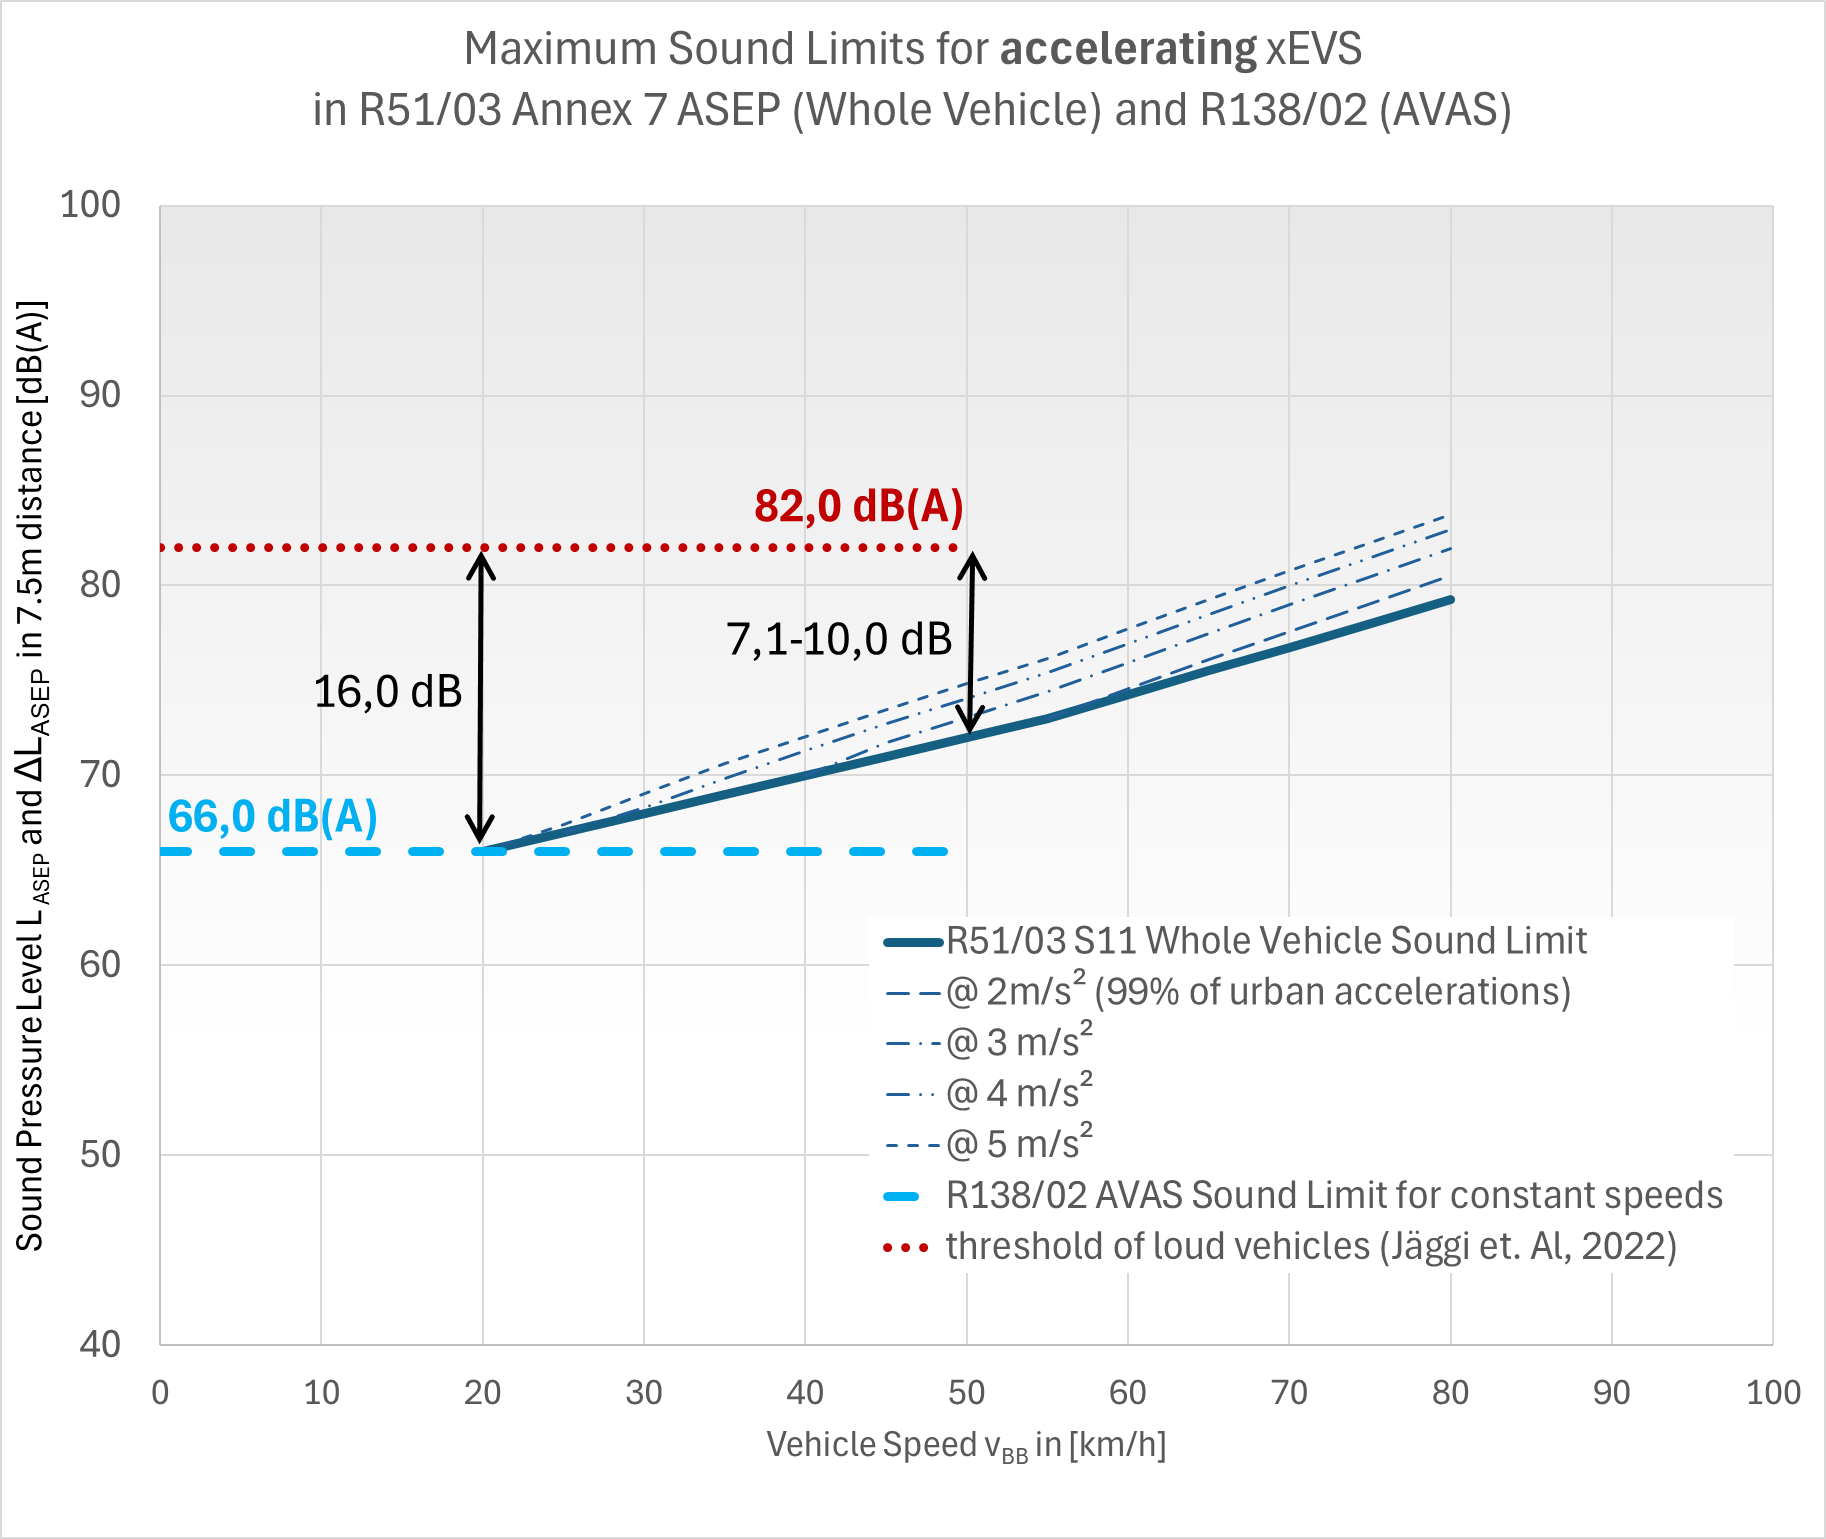 Maximum Sound Limits for accelerating xEVS
in R51/03 Annex 7 ASEP (Whole Vehicle) and R138/02 (AVAS)
Sound Pressure Level LASEP and ΔLASEP in 7.5m distance [dB(A)]
100
90
80
70
60
50
40
82,0 dB(A)
7,1-10,0 dB
16,0 dB
66,0 dB(A)
R51/03 S11 Whole Vehicle Sound Limit
@ 2m/s² (99% of urban accelerations)
@ 3 m/s²
@ 4 m/s²
@ 5 m/s²
R138/02 AVAS Sound Limit for constant speeds
threshold of loud vehicles (Jäggi et. Al, 2022)
0 10 20 30 40 50 60 70 80 90 100
Vehicle Speed vBB in [km/h]